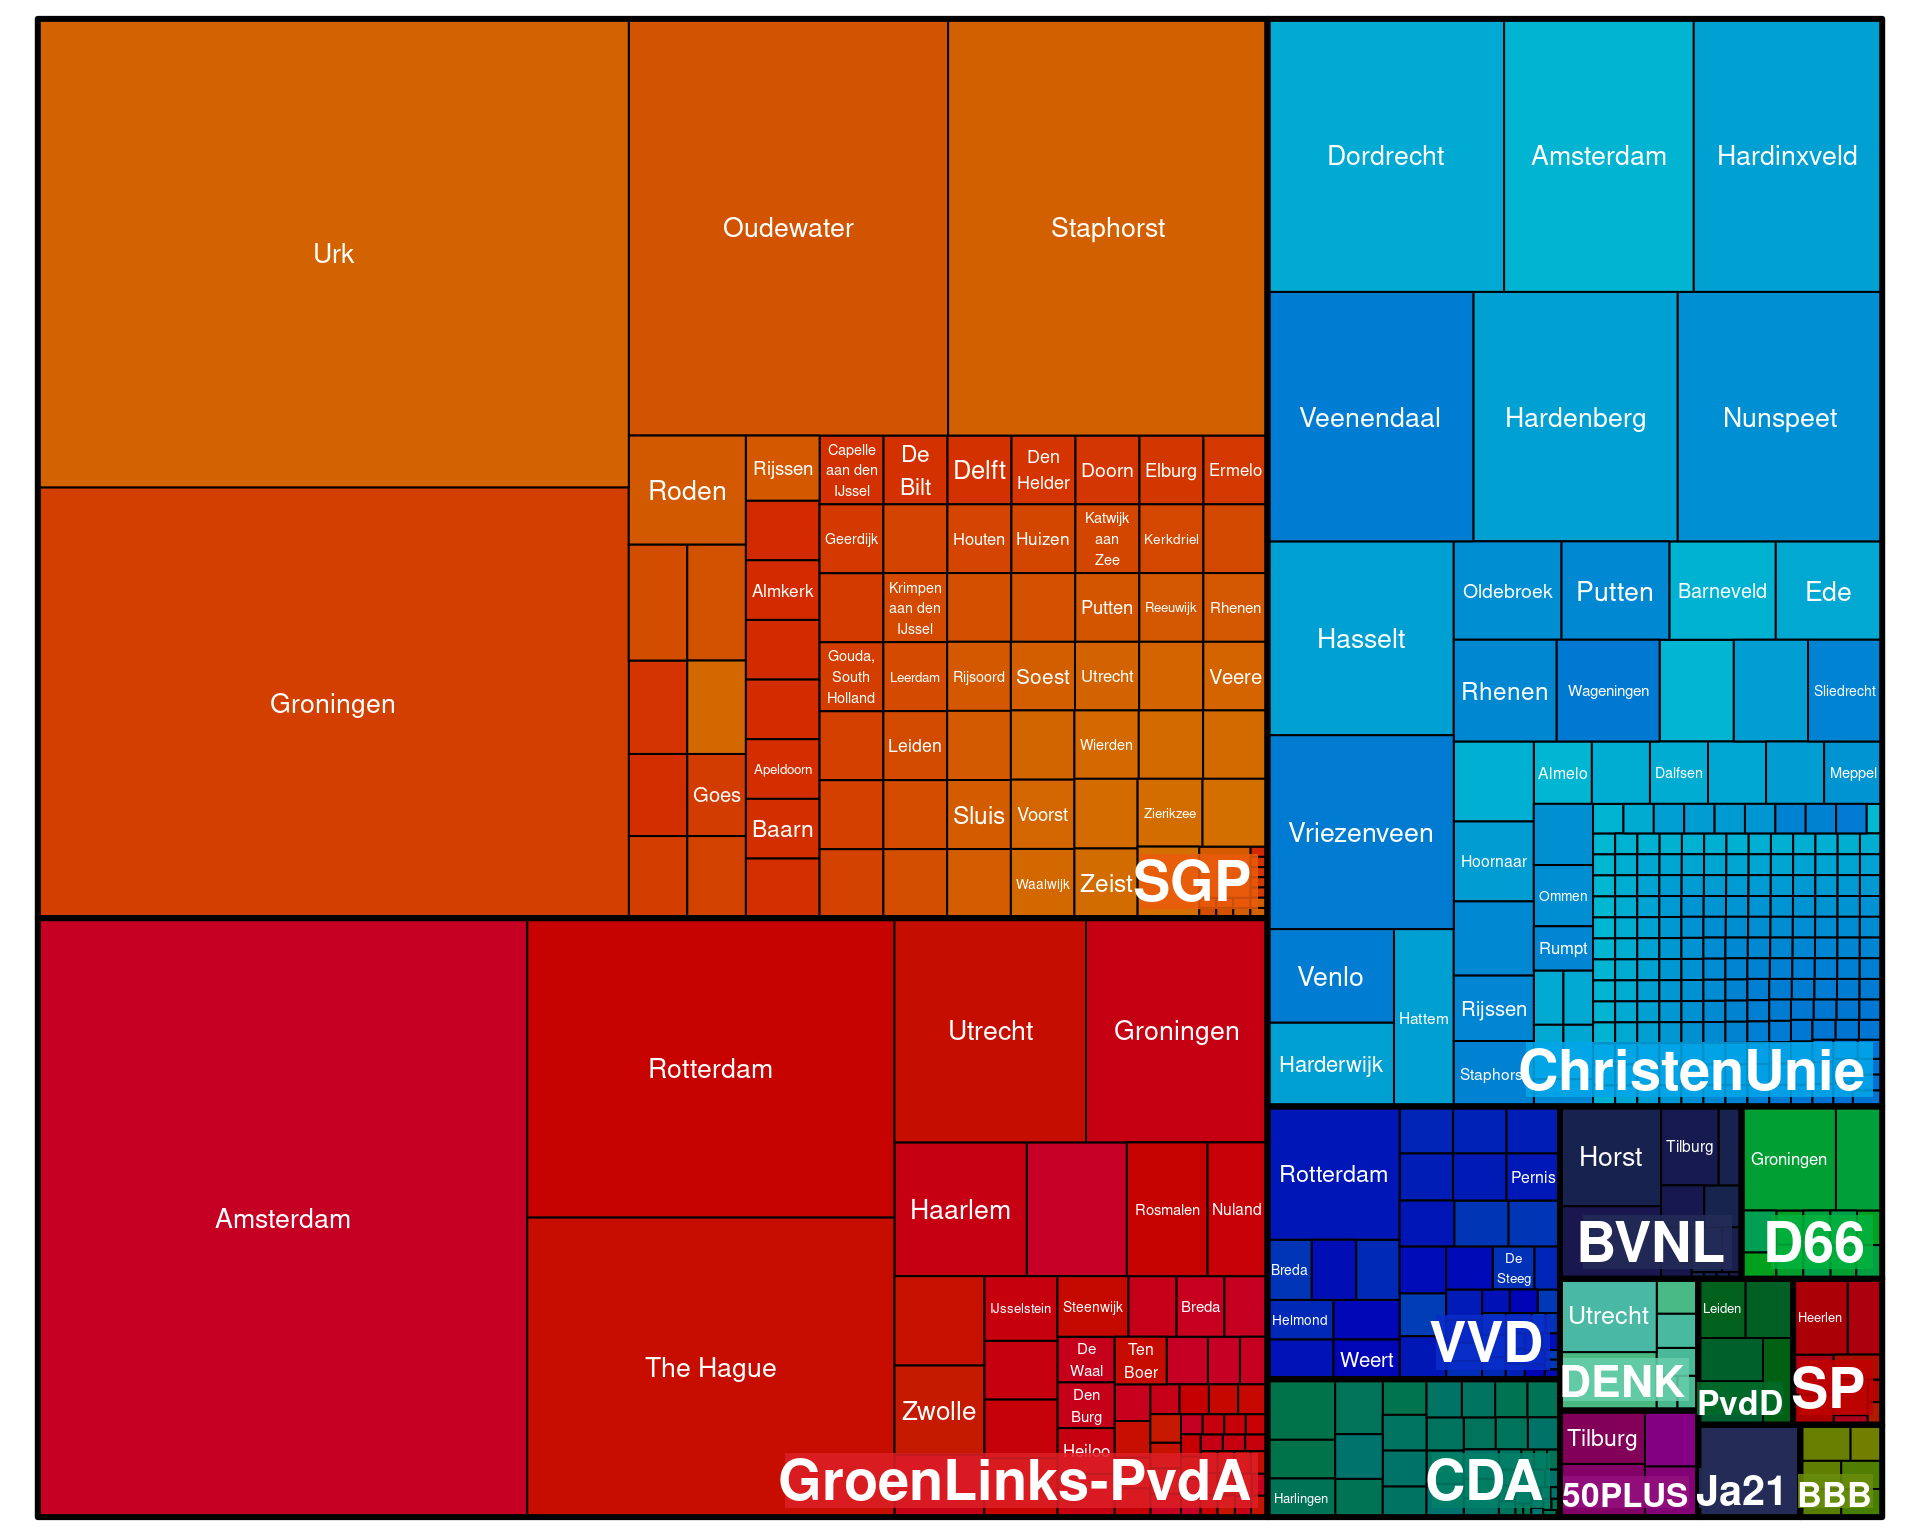 Urk
Oudewater
Staphorst
Groningen
Roden
Rijssen
Capelle
aan den
IJssel
De
Bilt
Delft
Den
Helder
Doorn
Elburg
Ermelo
Geerdijk
Houten
Huizen
Katwijk
aan
Zee
Kerkdriel
Almkerk
Krimpen
aan den
IJssel
Putten
Reeuwijk
Rhenen
Gouda,
South
Holland
Leerdam
Rijsoord
Soest
Utrecht
Veere
Leiden
Wierden
Apeldoorn
Goes
Baarn
Sluis
Voorst
Zierikzee
Waalwijk
Zeist
SGP
Dordrecht
Amsterdam
Hardinxveld
Veenendaal
Hardenberg
Nunspeet
Hasselt
Oldebroek
Putten
Barneveld
Ede
Rhenen
Wageningen
Sliedrecht
Vriezenveen
Almelo
Dalfsen
Meppel
Hoornaar
Ommen
Rumpt
Venlo
Hattem
Rijssen
Harderwijk
Staphorst
ChristenUnie
Amsterdam
Rotterdam
The Hague
Utrecht
Groningen
Haarlem
Rosmalen
Nuland
IJsselstein
Steenwijk
Breda
De
Waal
Ten
Boer
Zwolle
Den
Burg
Heiloo
GroenLinks-PvdA
Rotterdam
Pernis
Breda
De
Steeg
Helmond
Weert
VVD
Harlingen
CDA
Horst
Tilburg
BVNL
Groningen
D66
Utrecht
DENK
Leiden
PvdD
Heerlen
SP
Tilburg
50PLUS
Ja21
BBB